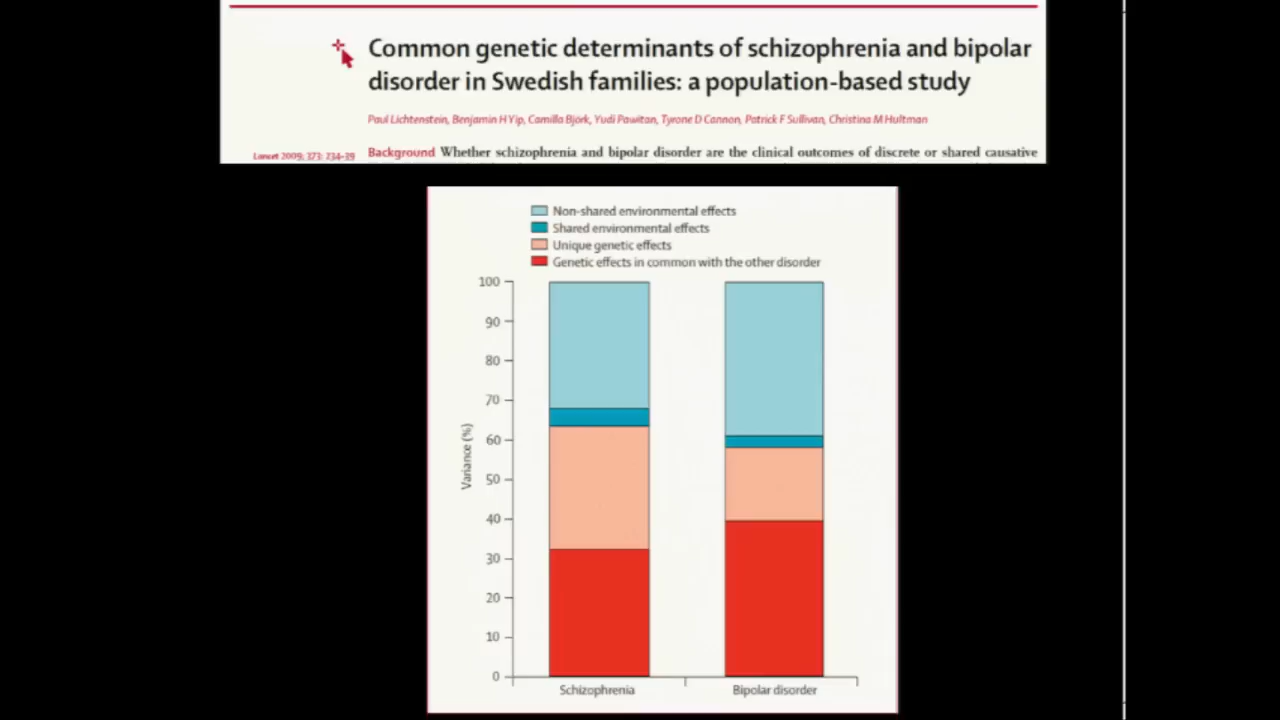 Common genetic determinants of schizophrenia and bipolar
disorder in Swedish families: a population-based study
Paul Lichtenstein, Benjamin H Yip, Camilla Björk, Yudi Pawitan, Tyrone D Cannon, Patrick F Sullivan, Christina M Hultman
Lancet 2009; 373: 234–39
Background Whether schizophrenia and bipolar disorder are the clinical outcomes of discrete or shared causative
Non-shared environmental effects
Shared environmental effects
Unique genetic effects
Genetic effects in common with the other disorder
100
90
80
70
60
50
40
30
20
10
0
Variance (%)
Schizophrenia
Bipolar disorder